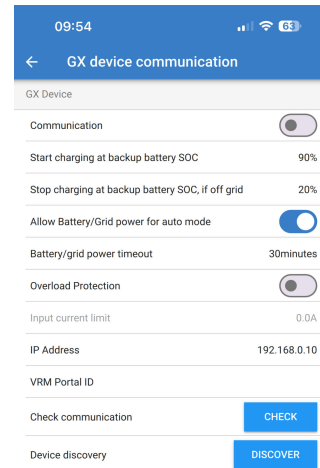 09:54
63
GX device communication
GX Device
Communication
Start charging at backup battery SOC 90%
Stop charging at backup battery SOC, if off grid 20%
Allow Battery/Grid power for auto mode
Battery/grid power timeout 30minutes
Overload Protection
Input current limit 0.0A
IP Address 192.168.0.10
VRM Portal ID
Check communication CHECK
Device discovery DISCOVER